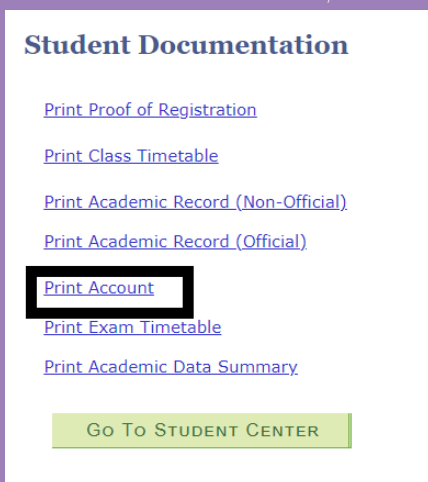 Student Documentation
Print Proof of Registration
Print Class Timetable
Print Academic Record (Non-Official)
Print Academic Record (Official)
Print Account
Print Exam Timetable
Print Academic Data Summary
Go To Student Center